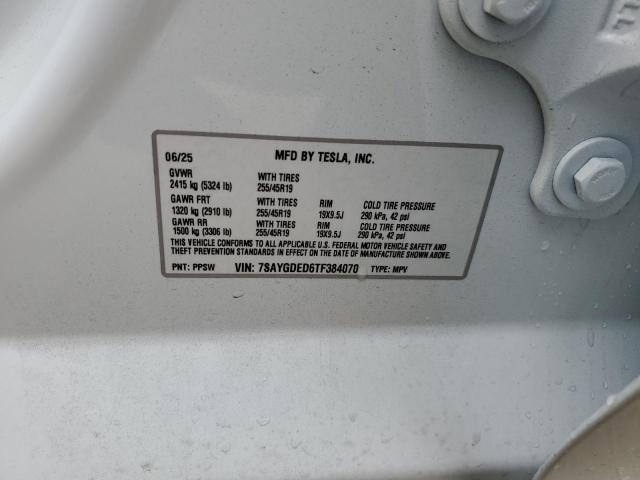 06/25 MFD BY TESLA, INC.
GVWR WITH TIRES
2415 kg (5324 lb) 255/45R19
GAWR FRT WITH TIRES RIM COLD TIRE PRESSURE
1320 kg (2910 lb) 255/45R19 19X9.5J 290 kPa, 42 psi
GAWR RR WITH TIRES RIM COLD TIRE PRESSURE
1500 kg (3306 lb) 255/45R19 19X9.5J 290 kPa, 42 psi
THIS VEHICLE CONFORMS TO ALL APPLICABLE U.S. FEDERAL MOTOR VEHICLE SAFETY AND
THEFT PREVENTION STANDARDS IN EFFECT ON THE DATE OF MANUFACTURE SHOWN ABOVE.
PNT: PPSW VIN: 7SAYGDED6TF384070 TYPE: MPV